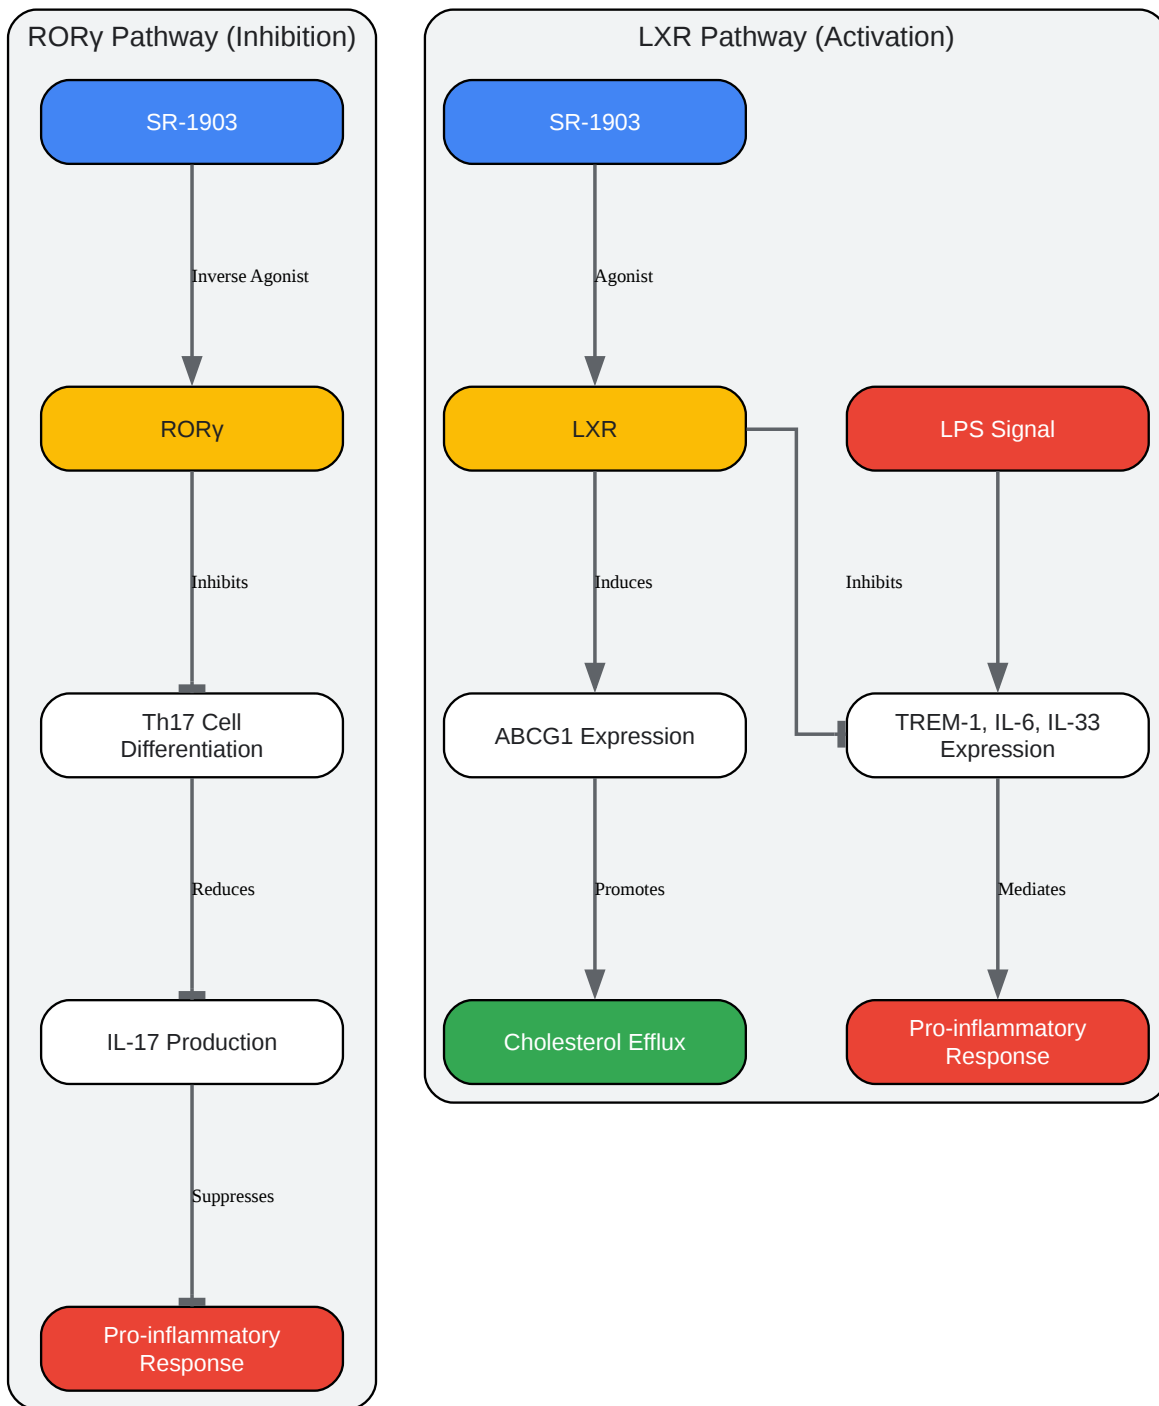 RORγ Pathway (Inhibition)
SR-1903
Inverse Agonist
RORγ
Inhibits
Th17 Cell
Differentiation
Reduces
IL-17 Production
Suppresses
Pro-inflammatory
Response
LXR Pathway (Activation)
SR-1903
Agonist
LXR
LPS Signal
Induces
Inhibits
ABCG1 Expression
TREM-1, IL-6, IL-33
Expression
Promotes
Mediates
Cholesterol Efflux
Pro-inflammatory
Response